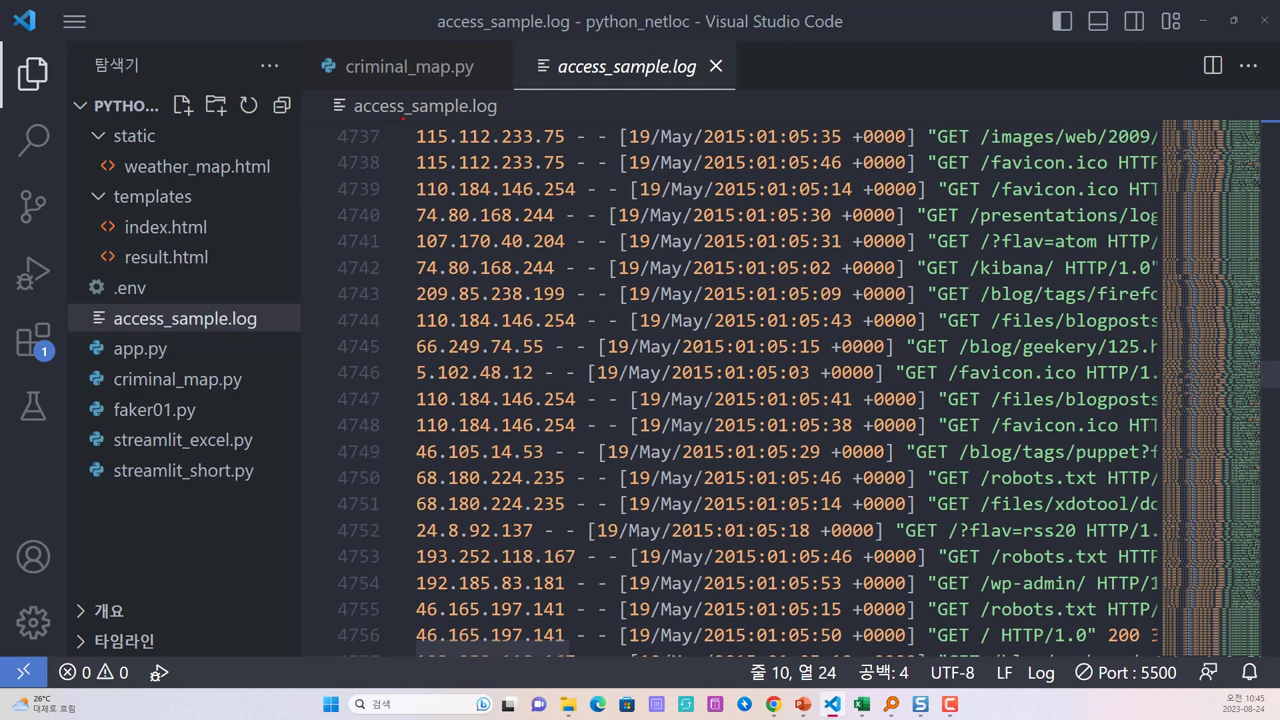 access_sample.log - python_netloc - Visual Studio Code
탐색기
PYTHO...
static
weather_map.html
templates
index.html
result.html
.env
access_sample.log
app.py
criminal_map.py
faker01.py
streamlit_excel.py
streamlit_short.py
개요
타임라인
1
criminal_map.py
access_sample.log
access_sample.log
4737 115.112.233.75 - - [19/May/2015:01:05:35 +0000] "GET /images/web/2009/
4738 115.112.233.75 - - [19/May/2015:01:05:46 +0000] "GET /favicon.ico HTTP
4739 110.184.146.254 - - [19/May/2015:01:05:14 +0000] "GET /favicon.ico HT
4740 74.80.168.244 - - [19/May/2015:01:05:30 +0000] "GET /presentations/log
4741 107.170.40.204 - - [19/May/2015:01:05:31 +0000] "GET /?flav=atom HTTP/
4742 74.80.168.244 - - [19/May/2015:01:05:02 +0000] "GET /kibana/ HTTP/1.0"
4743 209.85.238.199 - - [19/May/2015:01:05:09 +0000] "GET /blog/tags/firefo
4744 110.184.146.254 - - [19/May/2015:01:05:43 +0000] "GET /files/blogposts
4745 66.249.74.135 - - [19/May/2015:01:05:15 +0000] "GET /blog/geekery/125.h
4746 5.102.48.12 - - [19/May/2015:01:05:03 +0000] "GET /favicon.ico HTTP/1.
4747 110.184.146.254 - - [19/May/2015:01:05:41 +0000] "GET /files/blogposts
4748 110.184.146.254 - - [19/May/2015:01:05:38 +0000] "GET /favicon.ico HT
4749 46.105.14.53 - - [19/May/2015:01:05:29 +0000] "GET /blog/tags/puppet?f
4750 68.180.224.235 - - [19/May/2015:01:05:46 +0000] "GET /robots.txt HTTP/
4751 68.180.224.235 - - [19/May/2015:01:05:14 +0000] "GET /files/xdotool/do
4752 24.8.93.137 - - [19/May/2015:01:05:18 +0000] "GET /?flav=rss20 HTTP/1.
4753 193.252.118.167 - - [19/May/2015:01:05:46 +0000] "GET /robots.txt HTTP
4754 192.185.83.71 - - [19/May/2015:01:05:53 +0000] "GET /wp-admin/ HTTP/1
4755 46.165.197.141 - - [19/May/2015:01:05:15 +0000] "GET /robots.txt HTTP/
4756 46.165.197.141 - - [19/May/2015:01:05:50 +0000] "GET / HTTP/1.0" 200 3
0 0 줄 10, 열 24 공백: 4 UTF-8 LF Log Port : 5500
26°C
대체로 흐림
검색
오전 10:45
2023-08-24